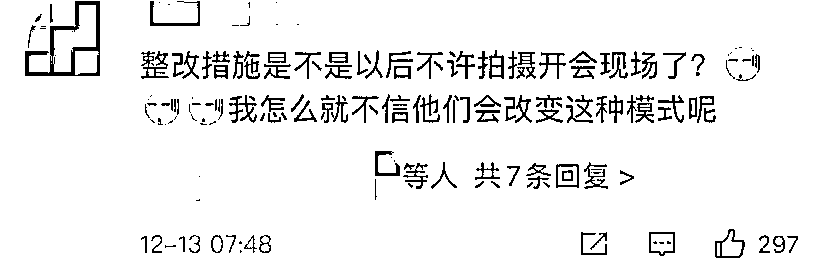 整改措施是不是以后不许拍摄开会现场了？
我怎么就不信他们会改变这种模式呢
等人 共7条回复 >
12-13 07:48 297